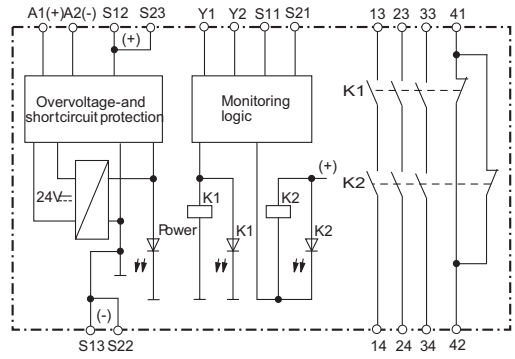 A1(+) A2(-) S12 S23 Y1 Y2 S11 S21 13 23 33 41
(+)
Overvoltage-and
shortcircuit protection
Monitoring
logic
K1
(+)
K2
24V
K1
K2
Power
K1
K2
(-)
S13 S22 14 24 34 42